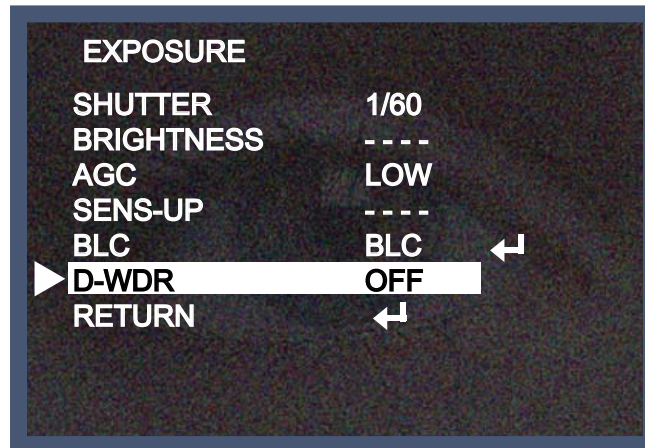 EXPOSURE
SHUTTER 1/60
BRIGHTNESS ----
AGC LOW
SENS-UP ----
BLC BLC ↵
D-WDR OFF
RETURN ↵